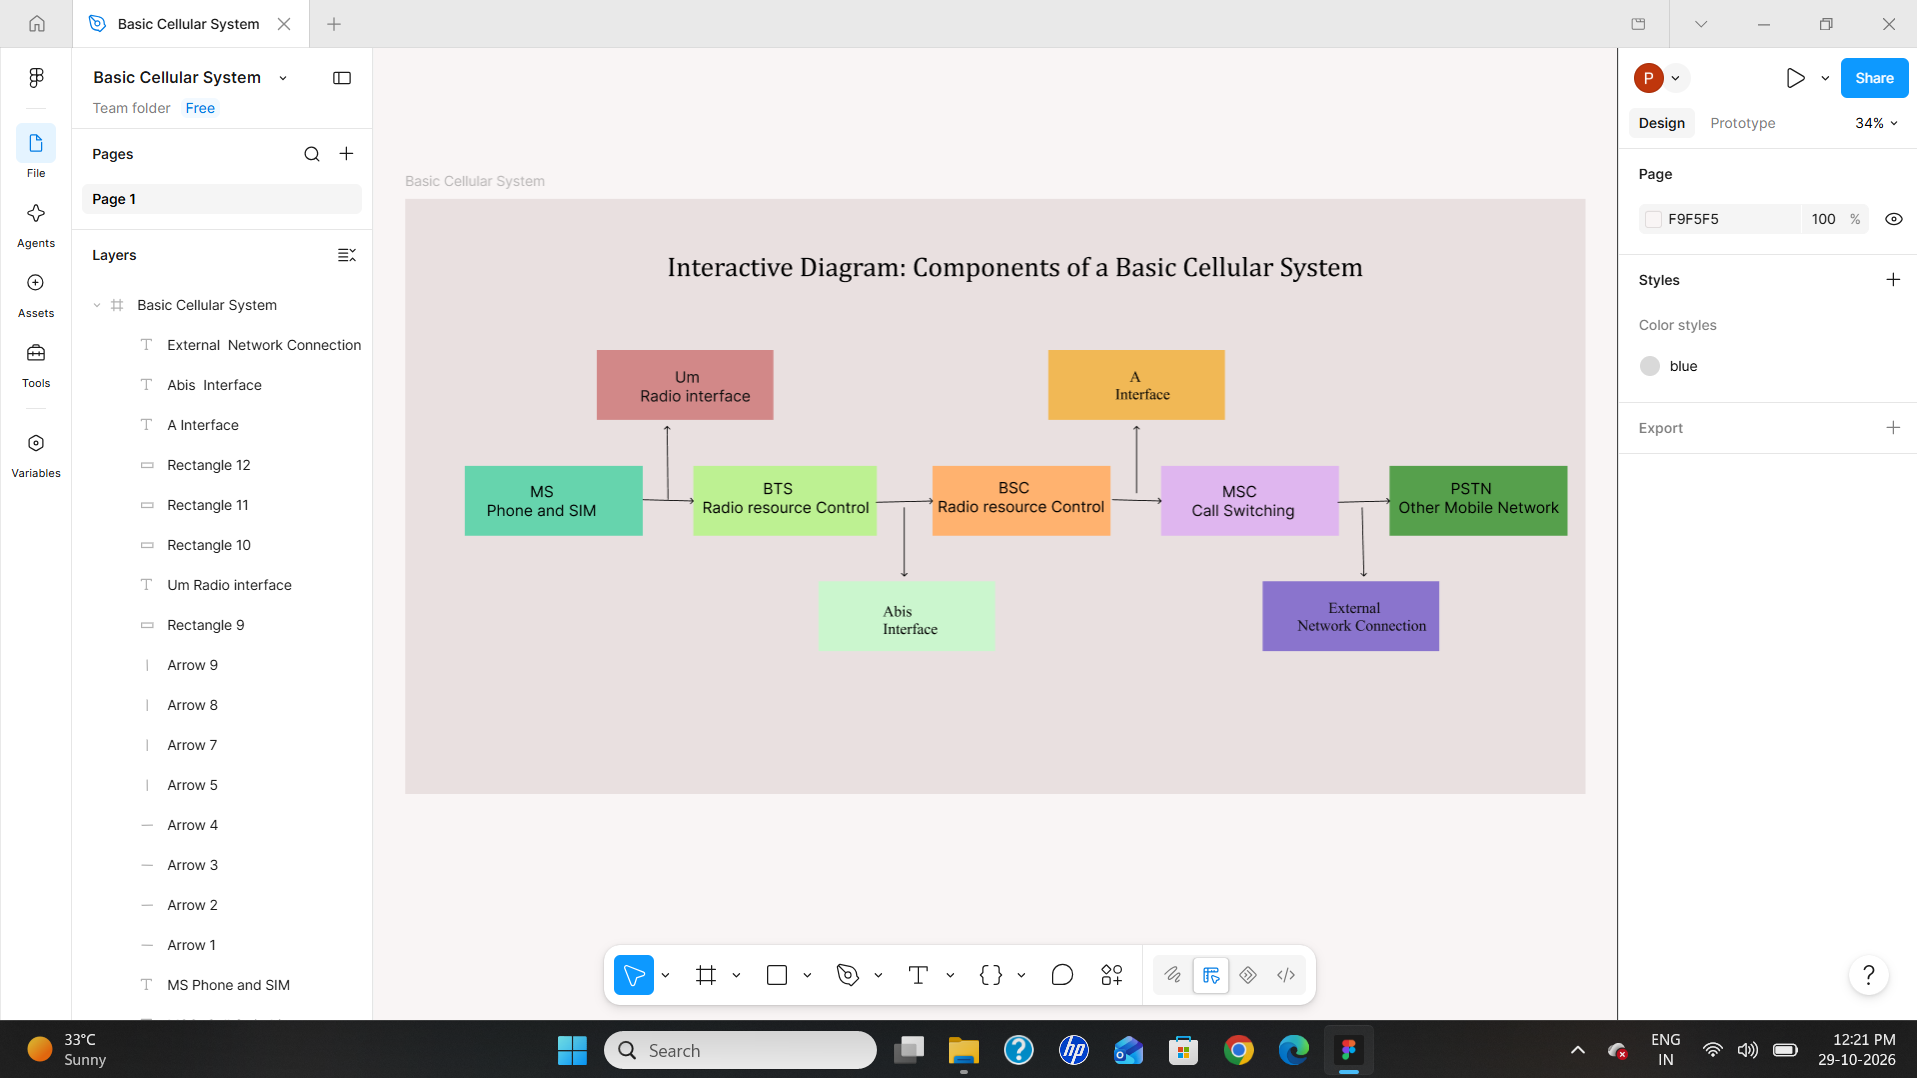 Basic Cellular System
Basic Cellular System
Team folder Free
File
Agents
Assets
Tools
Variables
Pages
Page 1
Layers
Basic Cellular System
External  Network Connection
Abis  Interface
A Interface
Rectangle 12
Rectangle 11
Rectangle 10
Um Radio interface
Rectangle 9
Arrow 9
Arrow 8
Arrow 7
Arrow 5
Arrow 4
Arrow 3
Arrow 2
Arrow 1
MS Phone and SIM
Basic Cellular System
Interactive Diagram: Components of a Basic Cellular System
Um
Radio interface
A
Interface
MS
Phone and SIM
BTS
Radio resource Control
BSC
Radio resource Control
MSC
Call Switching
PSTN
Other Mobile Network
Abis
Interface
External
Network Connection
P
Share
Design Prototype 34%
Page
F9F5F5 100 %
Styles
Color styles
blue
Export
?
33°C
Sunny
Search
?
hp
ENG
IN
12:21 PM
29-10-2026